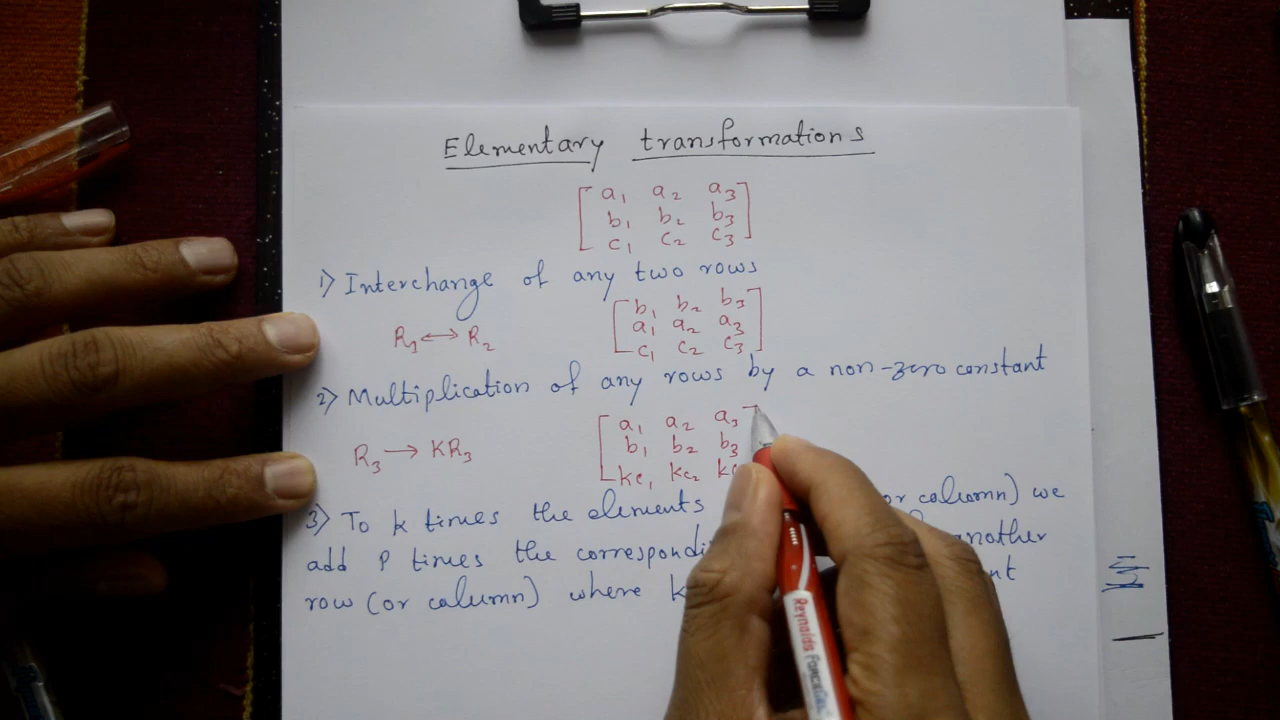 Elementary transformations
a₁ a₂ a₃
b₁ b₂ b₃
c₁ c₂ c₃
1) Interchange of any two rows
R₁ ↔ R₂
b₁ b₂ b₃
a₁ a₂ a₃
c₁ c₂ c₃
2) Multiplication of any rows by a non-zero constant
R₃ → KR₃
a₁ a₂ a₃
b₁ b₂ b₃
kc₁ kc₂ kc
3) To k times the elements or column) we
add P times the correspondi another
row (or column) where k nt
Reynolds